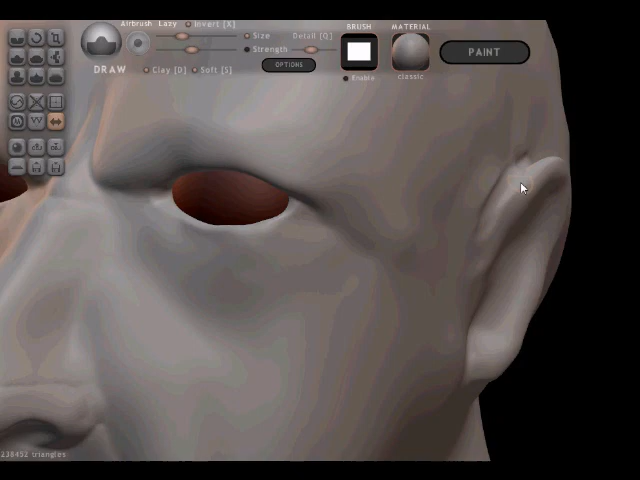 Airbrush Lazy Invert [X]
Size
Detail [Q]
Strength
DRAW
Clay [D]
Soft [S]
OPTIONS
BRUSH
Enable
MATERIAL
classic
PAINT
238452 triangles